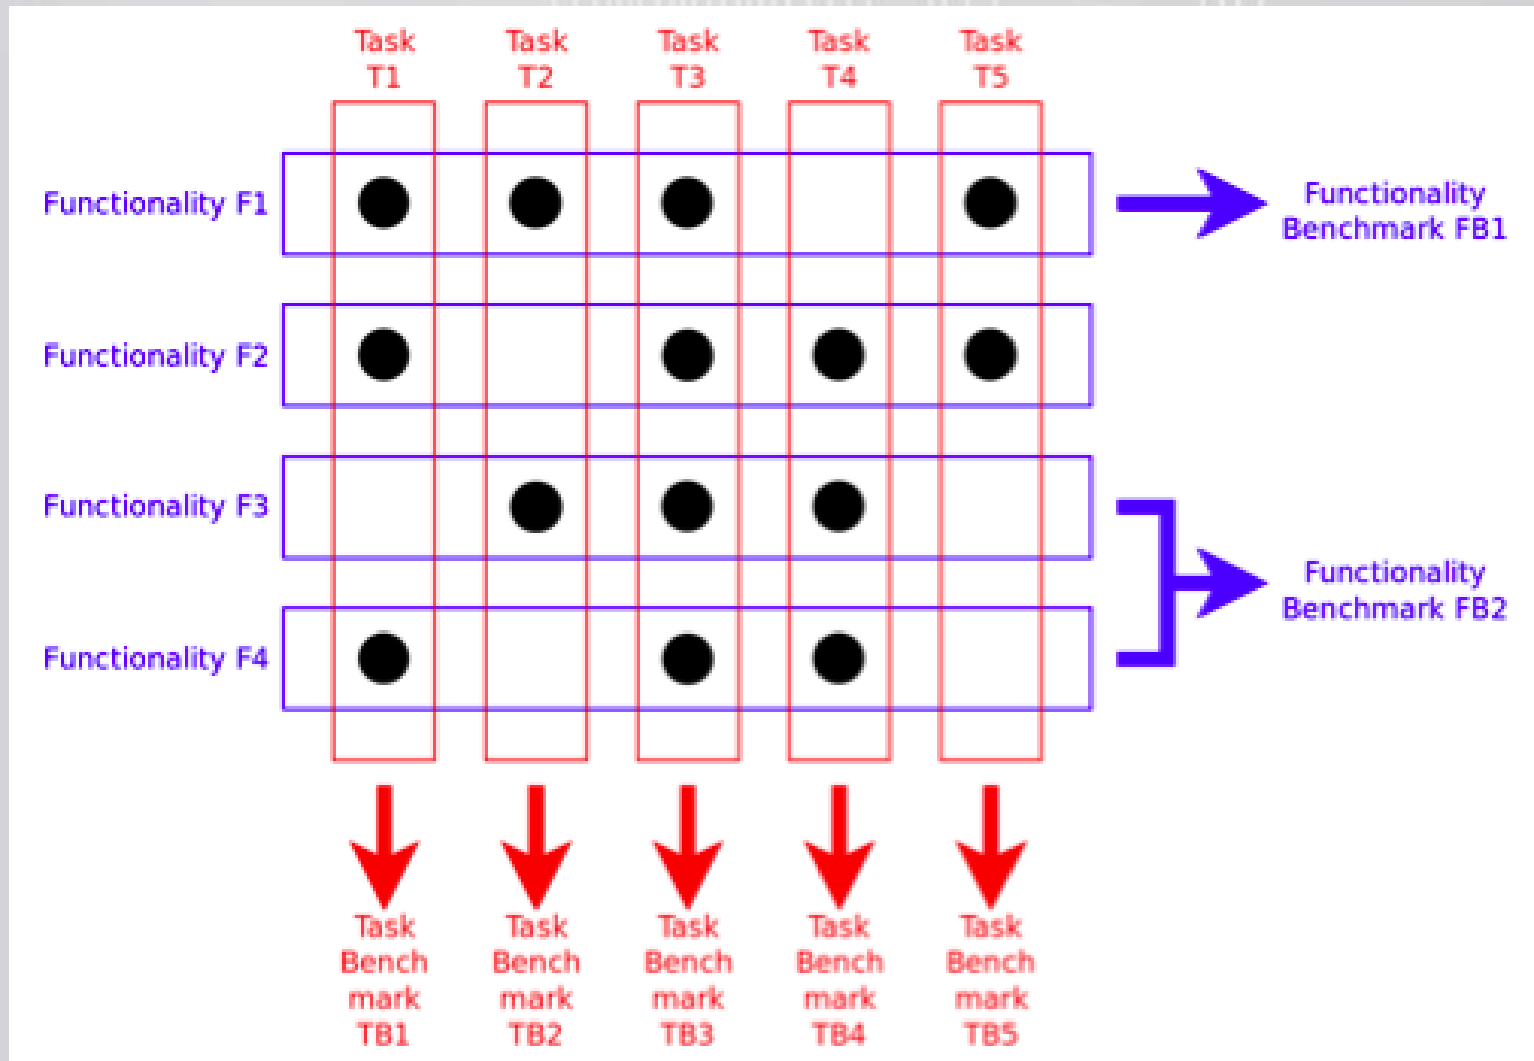 Task
T1
Task
T2
Task
T3
Task
T4
Task
T5
Functionality F1
Functionality
Benchmark FB1
Functionality F2
Functionality F3
Functionality
Benchmark FB2
Functionality F4
Task
Bench
mark
TB1
Task
Bench
mark
TB2
Task
Bench
mark
TB3
Task
Bench
mark
TB4
Task
Bench
mark
TB5